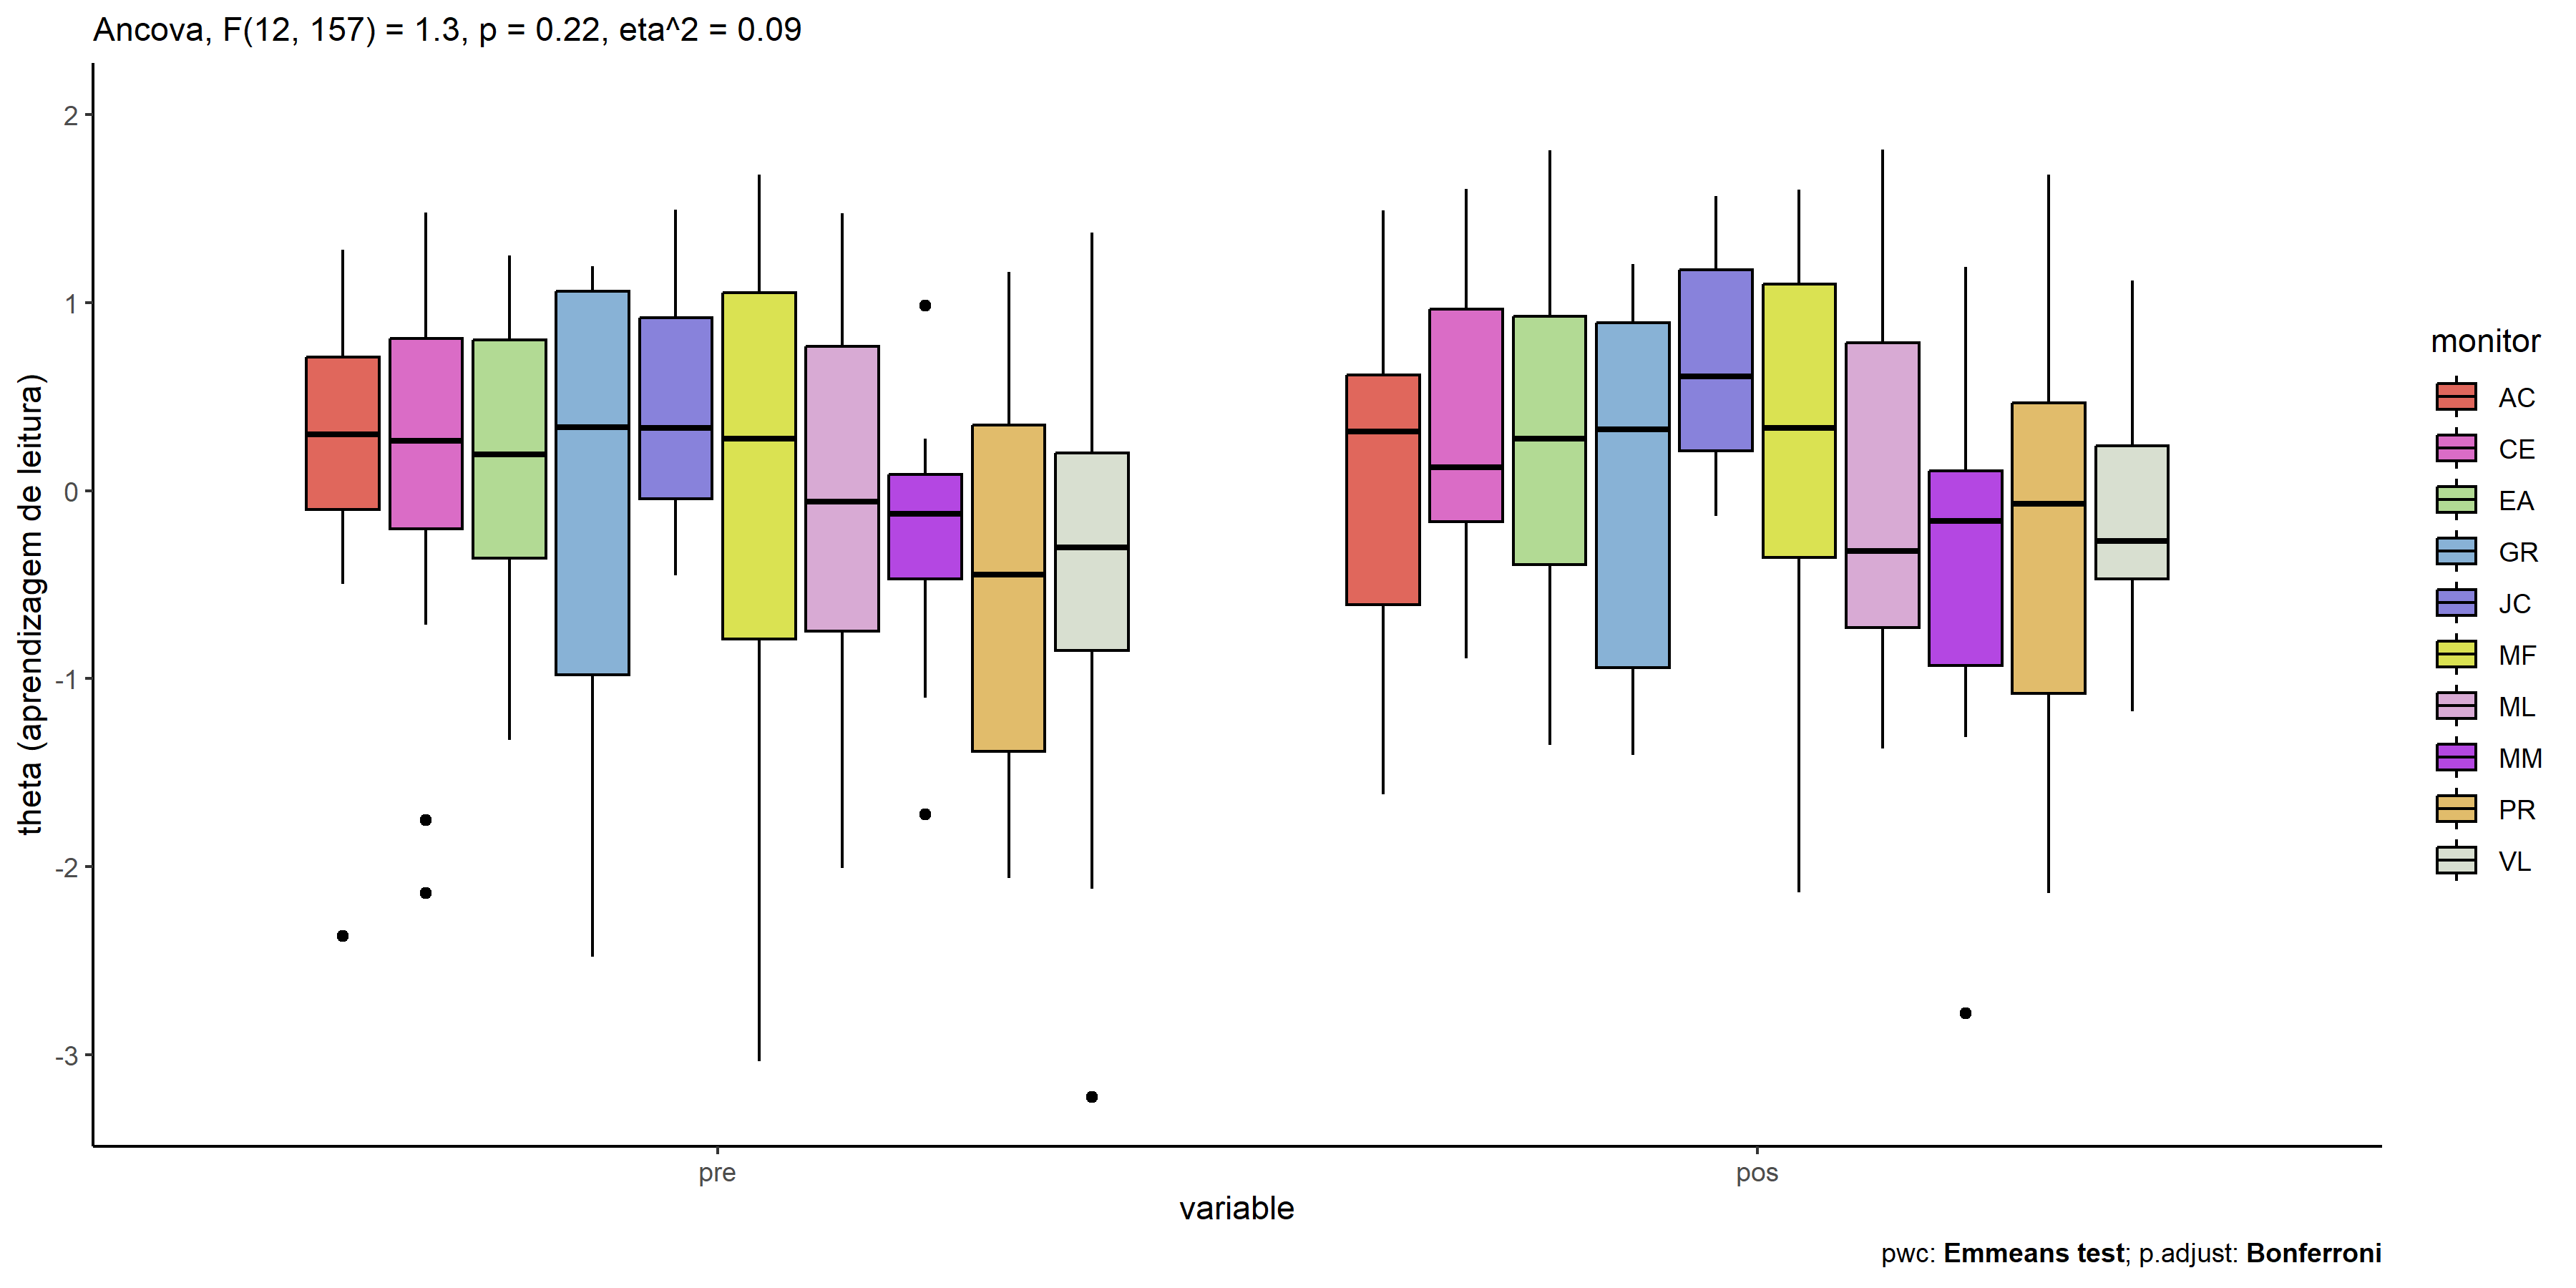 Ancova, F(12, 157) = 1.3, p = 0.22, eta^2 = 0.09
theta (aprendizagem de leitura)
2
1
0
-1
-2
-3
pre
pos
variable
monitor
AC
CE
EA
GR
JC
MF
ML
MM
PR
VL
pwc: Emmeans test; p.adjust: Bonferroni